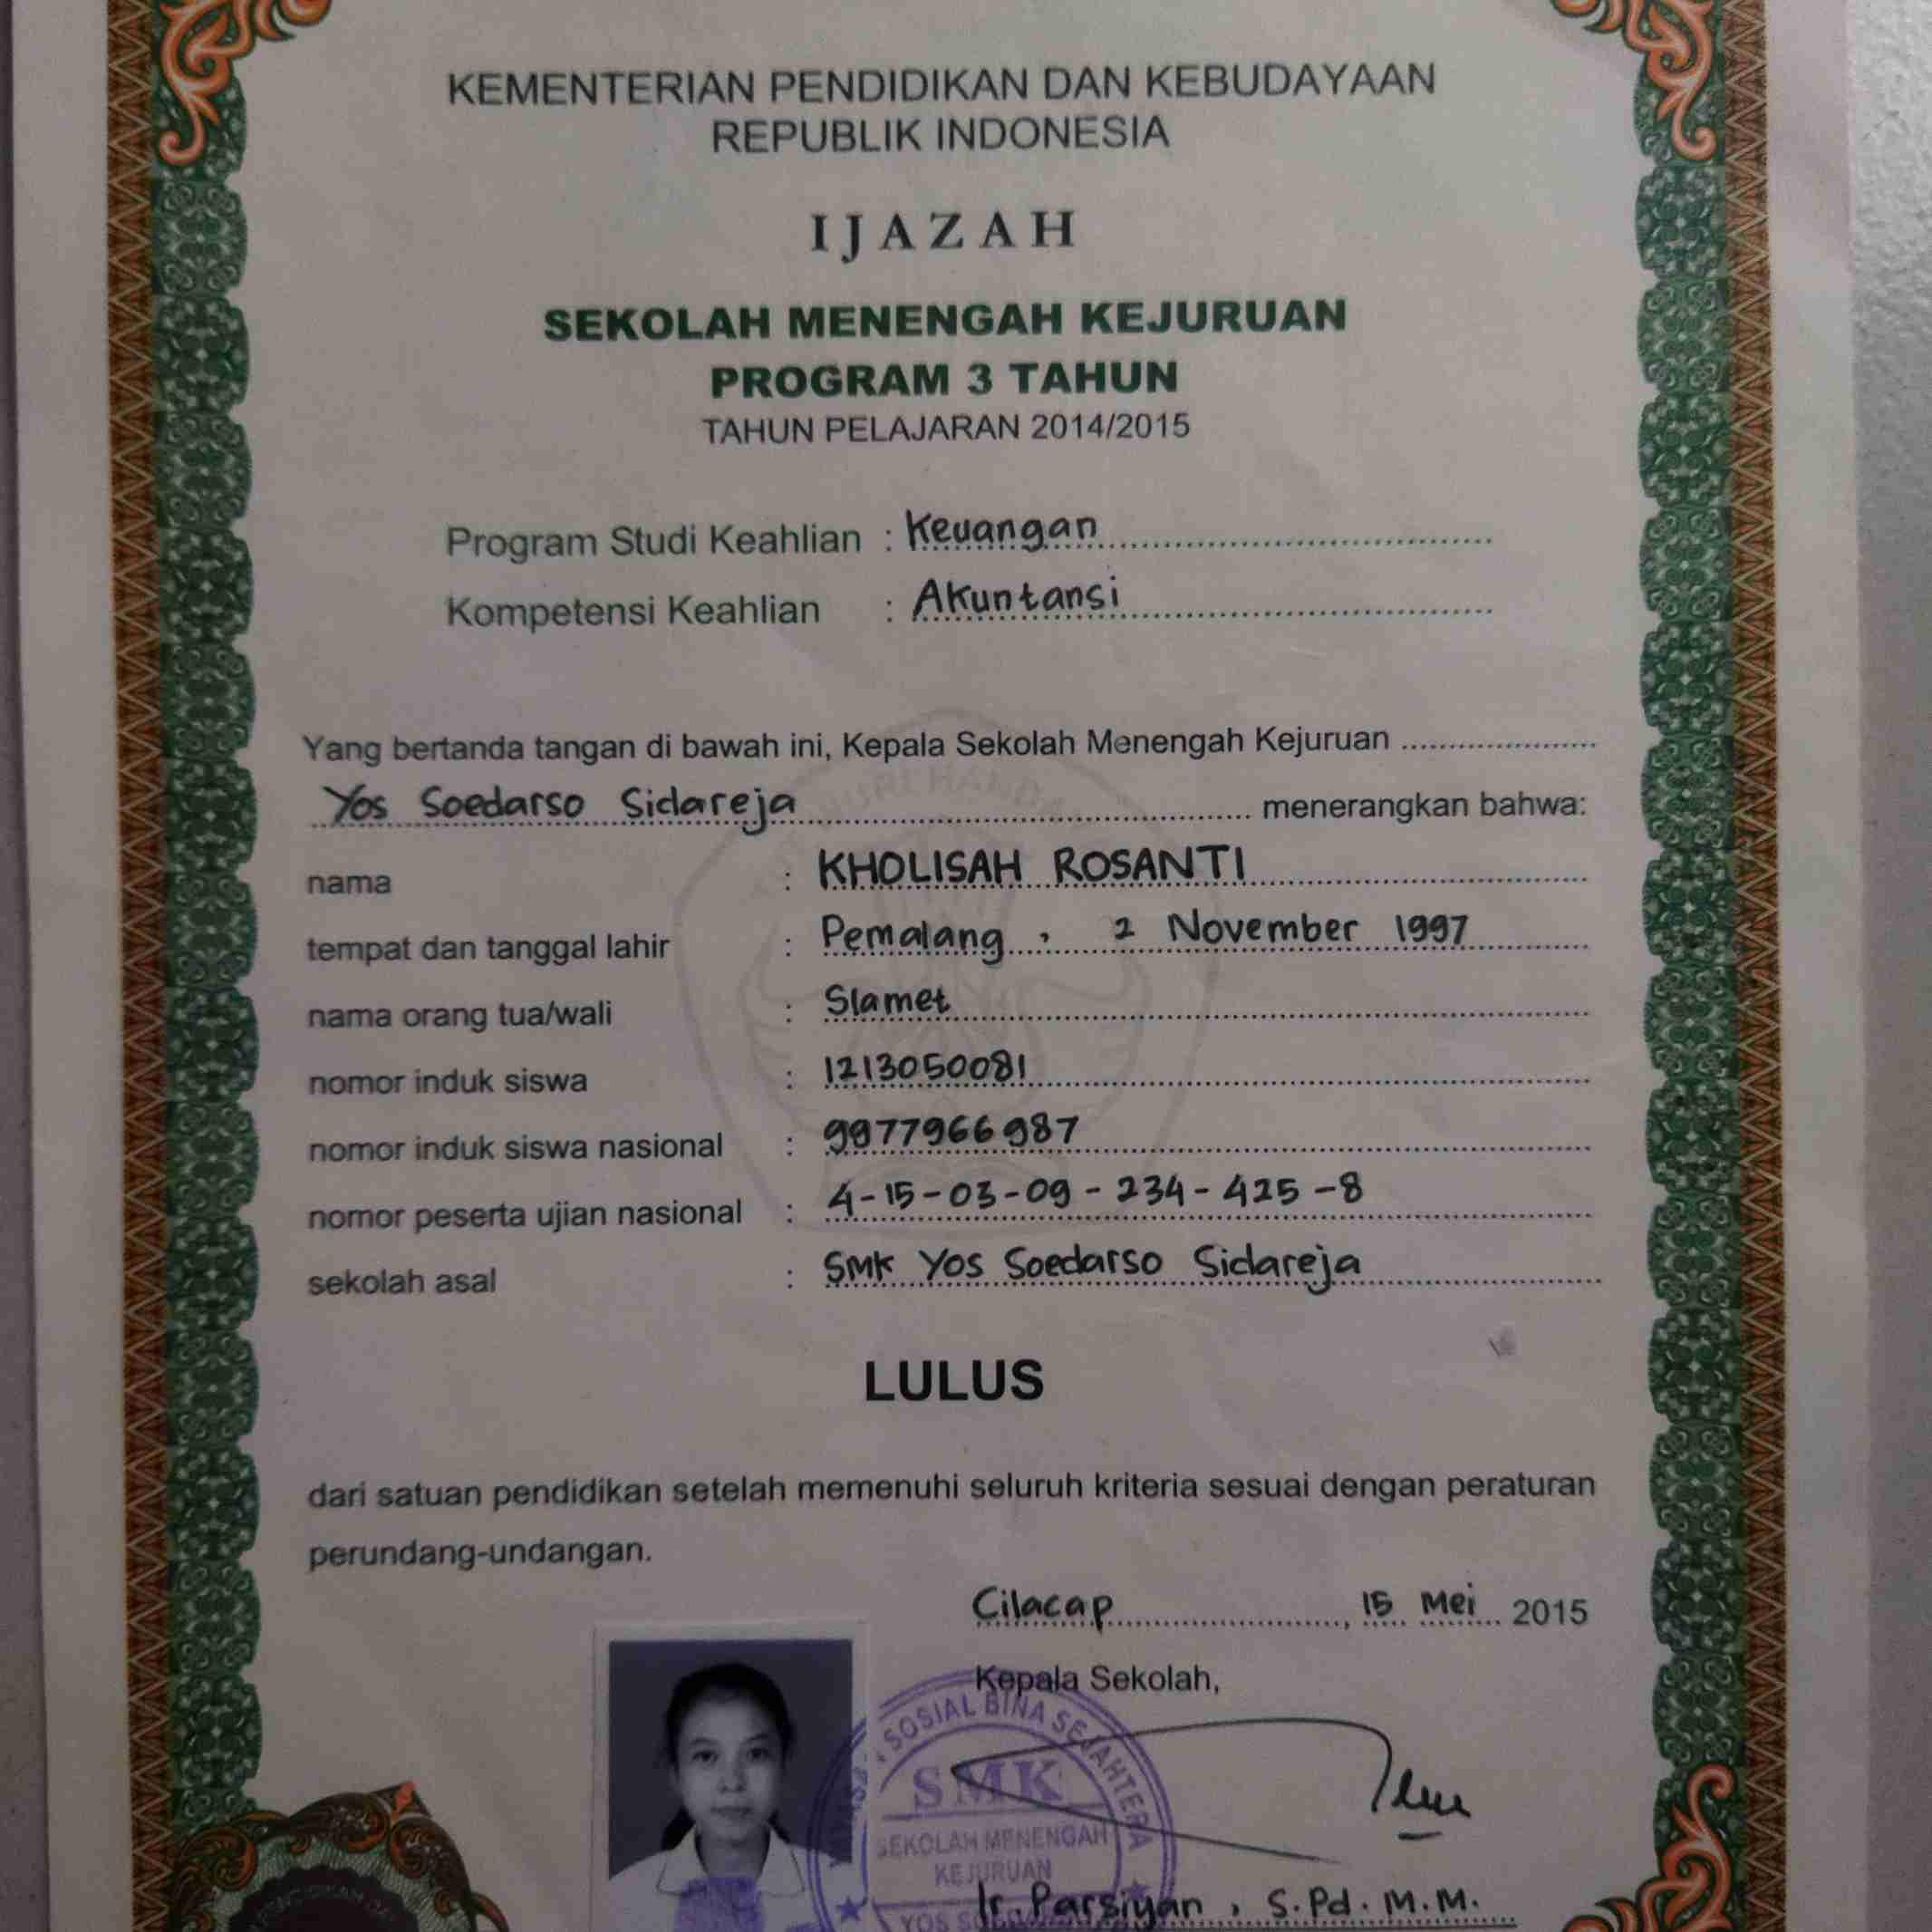 KEMENTERIAN PENDIDIKAN DAN KEBUDAYAAN
REPUBLIK INDONESIA
IJAZAH
SEKOLAH MENENGAH KEJURUAN
PROGRAM 3 TAHUN
TAHUN PELAJARAN 2014/2015
Program Studi Keahlian : Keuangan
Kompetensi Keahlian : Akuntansi
Yang bertanda tangan di bawah ini, Kepala Sekolah Menengah Kejuruan
Yos Soedarso Sidareja menerangkan bahwa:
nama : KHOLISAH ROSANTI
tempat dan tanggal lahir : Pemalang, 2 November 1997
nama orang tua/wali : Slamet
nomor induk siswa : 1213050081
nomor induk siswa nasional : 9977966987
nomor peserta ujian nasional : 4-15-03-09-234-425-8
sekolah asal : SMK Yos Soedarso Sidareja
LULUS
dari satuan pendidikan setelah memenuhi seluruh kriteria sesuai dengan peraturan
perundang-undangan.
Cilacap, 15 Mei 2015
Kepala Sekolah,
SOSIAL BINA SEJAHTERA
SMK
SEKOLAH MENENGAH
KEJURUAN
YOS
Ir. Parsiyan, S.Pd. M.M.